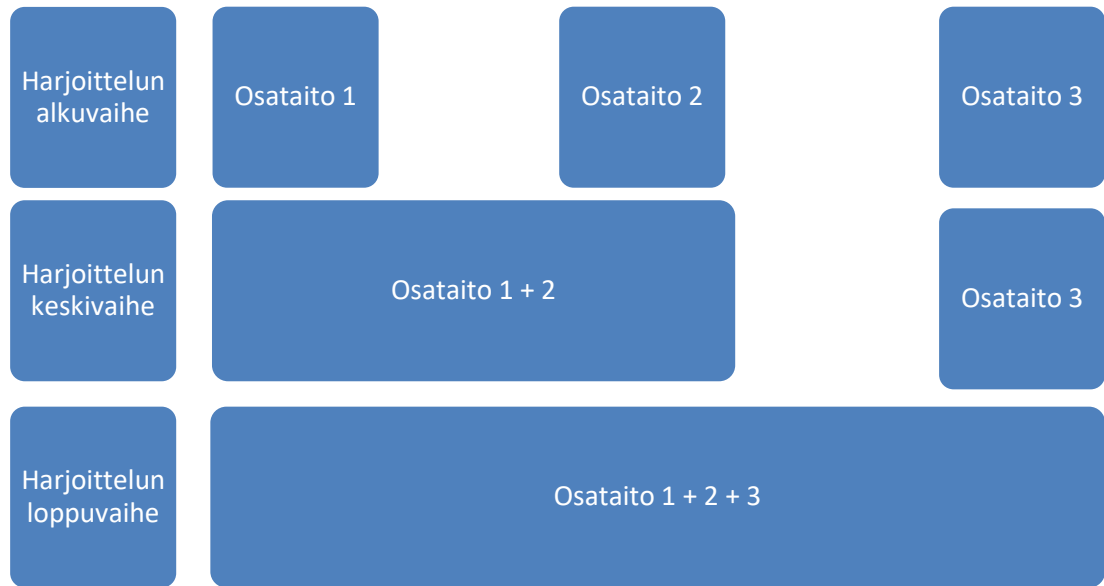 Harjoittelun
alkuvaihe
Osataito 1
Osataito 2
Osataito 3
Harjoittelun
keskivaihe
Osataito 1 + 2
Osataito 3
Harjoittelun
loppuvaihe
Osataito 1 + 2 + 3